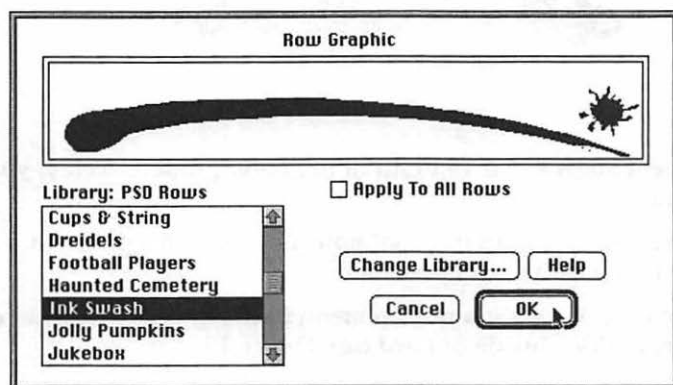 Row Graphic
Library: PSD Rows
Apply To All Rows
Cups & String
Dreidels
Football Players
Haunted Cemetery
Ink Swash
Jolly Pumpkins
Jukebox
Change Library... Help
Cancel OK